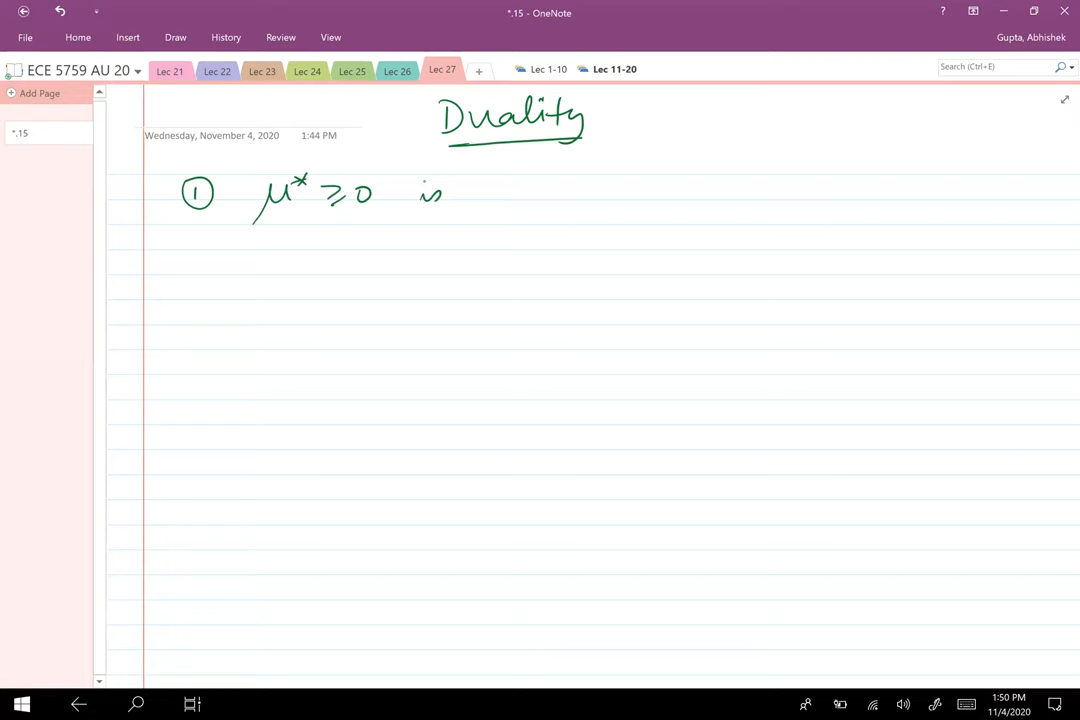 *.15 - OneNote
?
Gupta, Abhishek
File Home Insert Draw History Review View
ECE 5759 AU 20
Lec 21 Lec 22 Lec 23 Lec 24 Lec 25 Lec 26 Lec 27 + Lec 1-10 Lec 11-20
Search (Ctrl+E)
Add Page
*.15
Duality
Wednesday, November 4, 2020 1:44 PM
① μ* ≥ 0 is
1:50 PM
11/4/2020